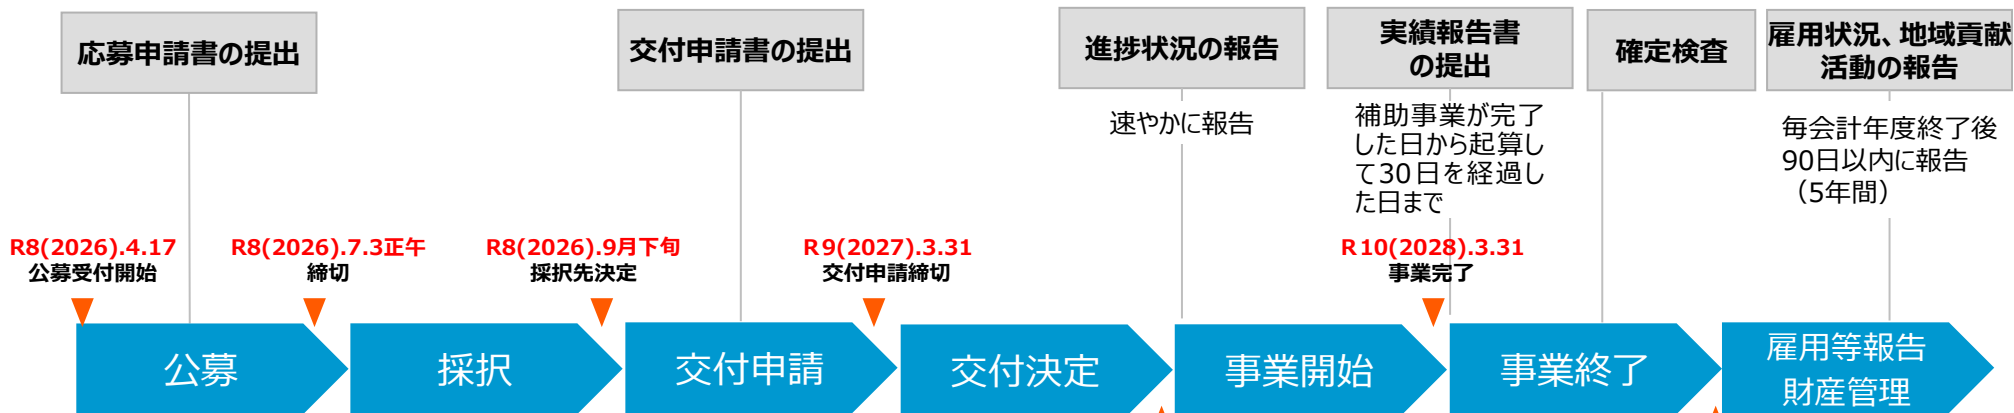 応募申請書の提出
交付申請書の提出
進捗状況の報告
実績報告書
の提出
確定検査
雇用状況、地域貢献
活動の報告
速やかに報告
補助事業が完了
した日から起算し
て30日を経過し
た日まで
毎会計年度終了後
90日以内に報告
（5年間）
R8(2026).4.17
公募受付開始
R8(2026).7.3正午
締切
R8(2026).9月下旬
採択先決定
R9(2027).3.31
交付申請締切
R10(2028).3.31
事業完了
公募
採択
交付申請
交付決定
事業開始
事業終了
雇用等報告
財産管理